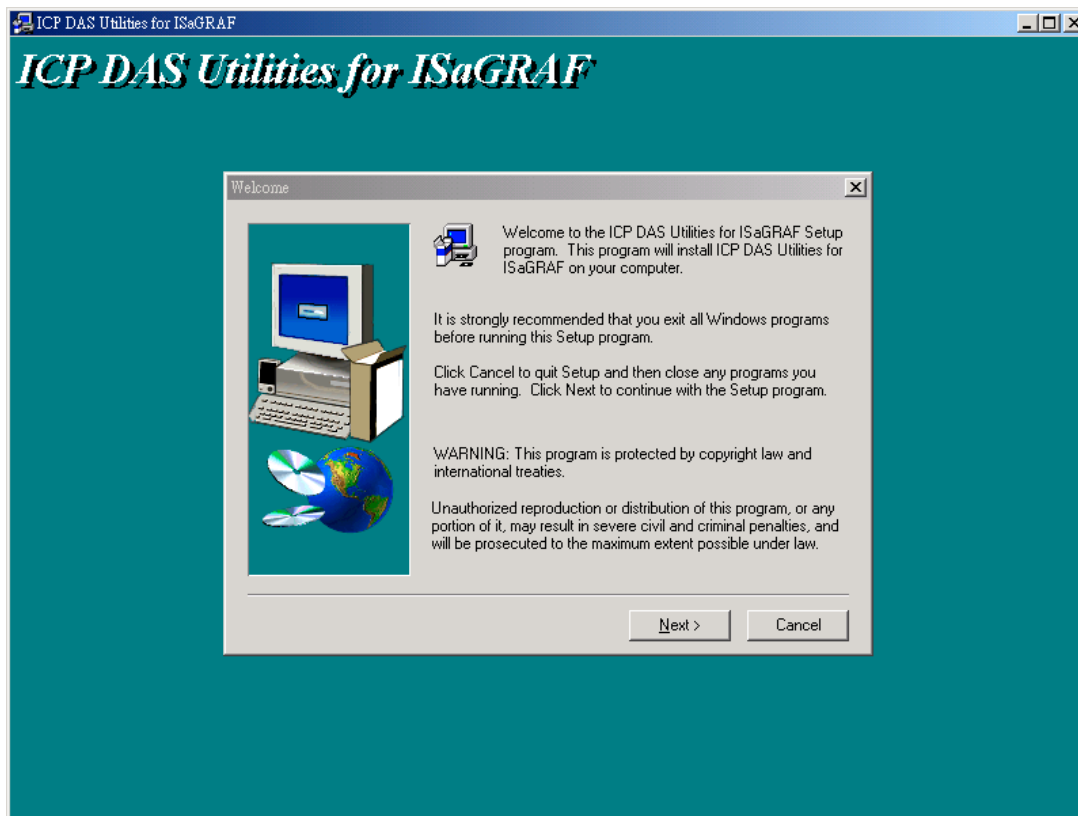 ICP DAS Utilities for ISaGRAF
ICP DAS Utilities for ISaGRAF
Welcome
Welcome to the ICP DAS Utilities for ISaGRAF Setup
program. This program will install ICP DAS Utilities for
ISaGRAF on your computer.
It is strongly recommended that you exit all Windows programs
before running this Setup program.
Click Cancel to quit Setup and then close any programs you
have running. Click Next to continue with the Setup program.
WARNING: This program is protected by copyright law and
international treaties.
Unauthorized reproduction or distribution of this program, or any
portion of it, may result in severe civil and criminal penalties, and
will be prosecuted to the maximum extent possible under law.
Next >
Cancel